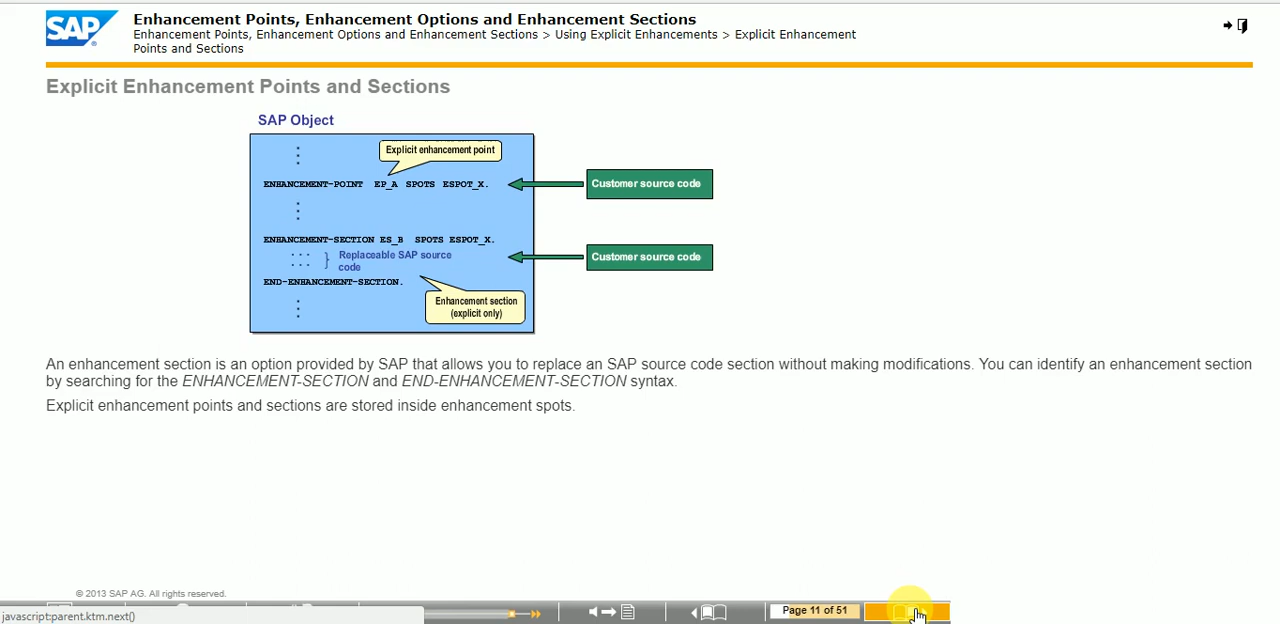 SAP
Enhancement Points, Enhancement Options and Enhancement Sections
Enhancement Points, Enhancement Options and Enhancement Sections > Using Explicit Enhancements > Explicit Enhancement
Points and Sections
Explicit Enhancement Points and Sections
SAP Object
Explicit enhancement point
ENHANCEMENT-POINT EP_A SPOTS ESPOT_X.
Customer source code
ENHANCEMENT-SECTION ES_B SPOTS ESPOT_X.
Replaceable SAP source
code
Customer source code
END-ENHANCEMENT-SECTION.
Enhancement section
(explicit only)
An enhancement section is an option provided by SAP that allows you to replace an SAP source code section without making modifications. You can identify an enhancement section
by searching for the ENHANCEMENT-SECTION and END-ENHANCEMENT-SECTION syntax.
Explicit enhancement points and sections are stored inside enhancement spots.
© 2013 SAP AG. All rights reserved.
javascript:parent.ktm.next()
Page 11 of 51